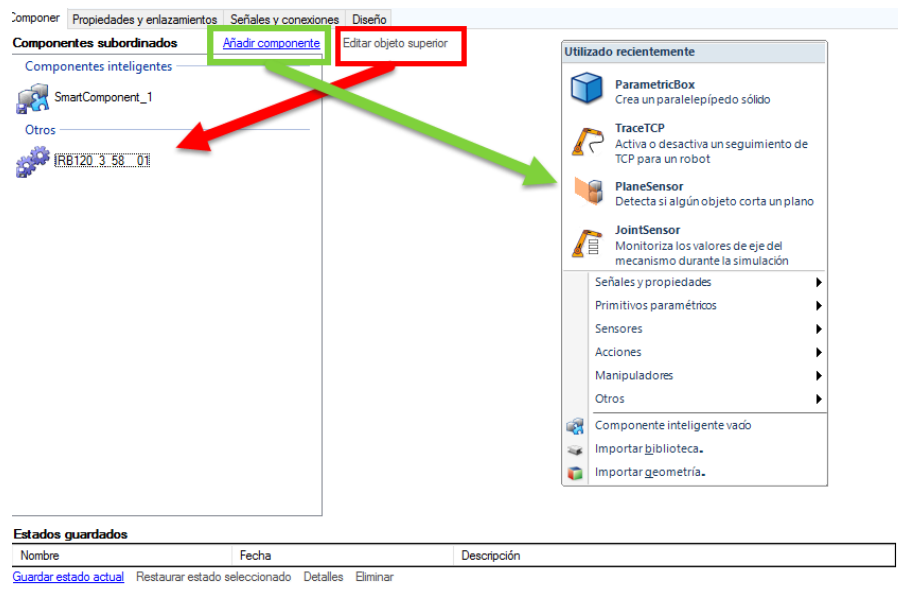 Componer Propiedades y enlazamientos Señales y conexiones Diseño
Componentes subordinados Añadir componente Editar objeto superior
Componentes inteligentes
SmartComponent_1
Otros
IRB120_3_58__01
Utilizado recientemente
ParametricBox
Crea un paralelepípedo sólido
TraceTCP
Activa o desactiva un seguimiento de
TCP para un robot
PlaneSensor
Detecta si algún objeto corta un plano
JointSensor
Monitoriza los valores de eje del
mecanismo durante la simulación
Señales y propiedades
Primitivos paramétricos
Sensores
Acciones
Manipuladores
Otros
Componente inteligente vacío
Importar biblioteca.
Importar geometría.
Estados guardados
Nombre Fecha Descripción
Guardar estado actual Restaurar estado seleccionado Detalles Eliminar